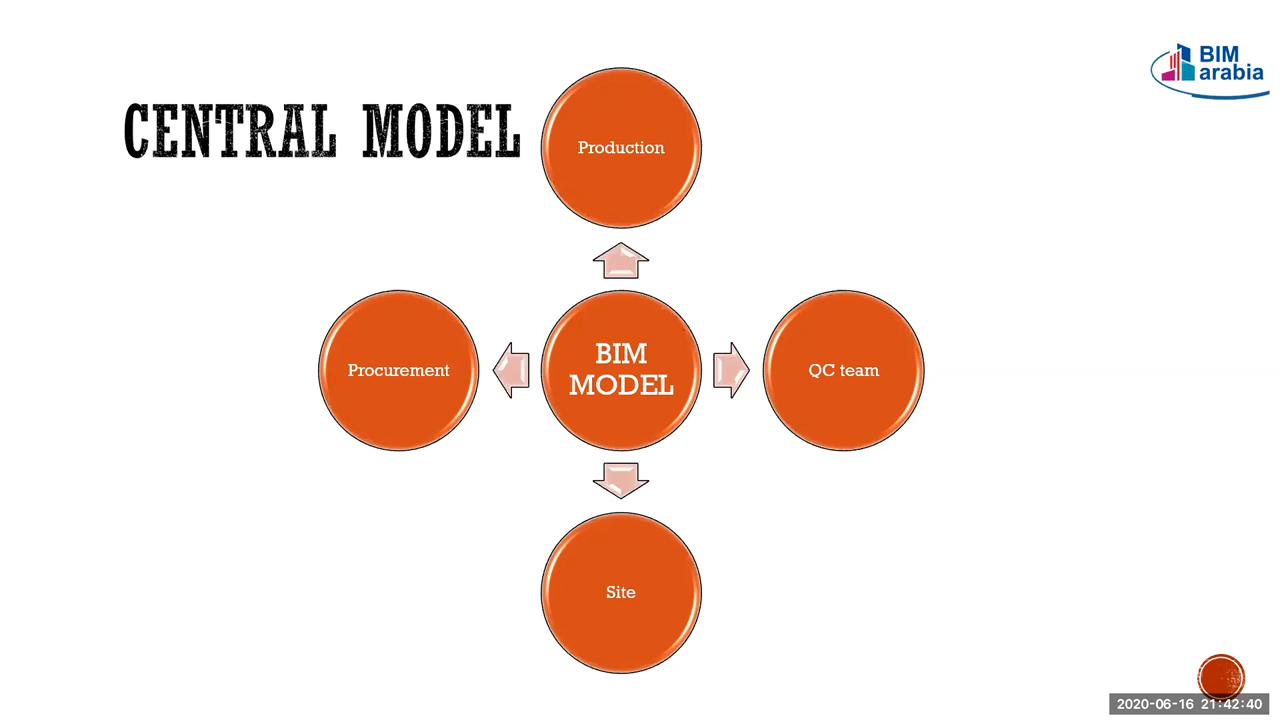 BIM
arabia
CENTRAL MODEL
Production
Procurement
BIM
MODEL
QC team
Site
2020-06-16 21:42:40